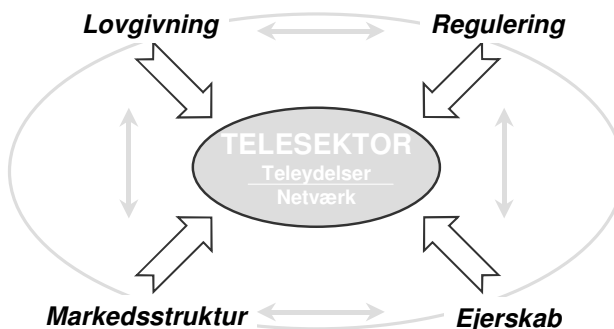 Lovgivning
Regulering
TELESEKTOR
Teleydelser
Netværk
Markedsstruktur
Ejerskab